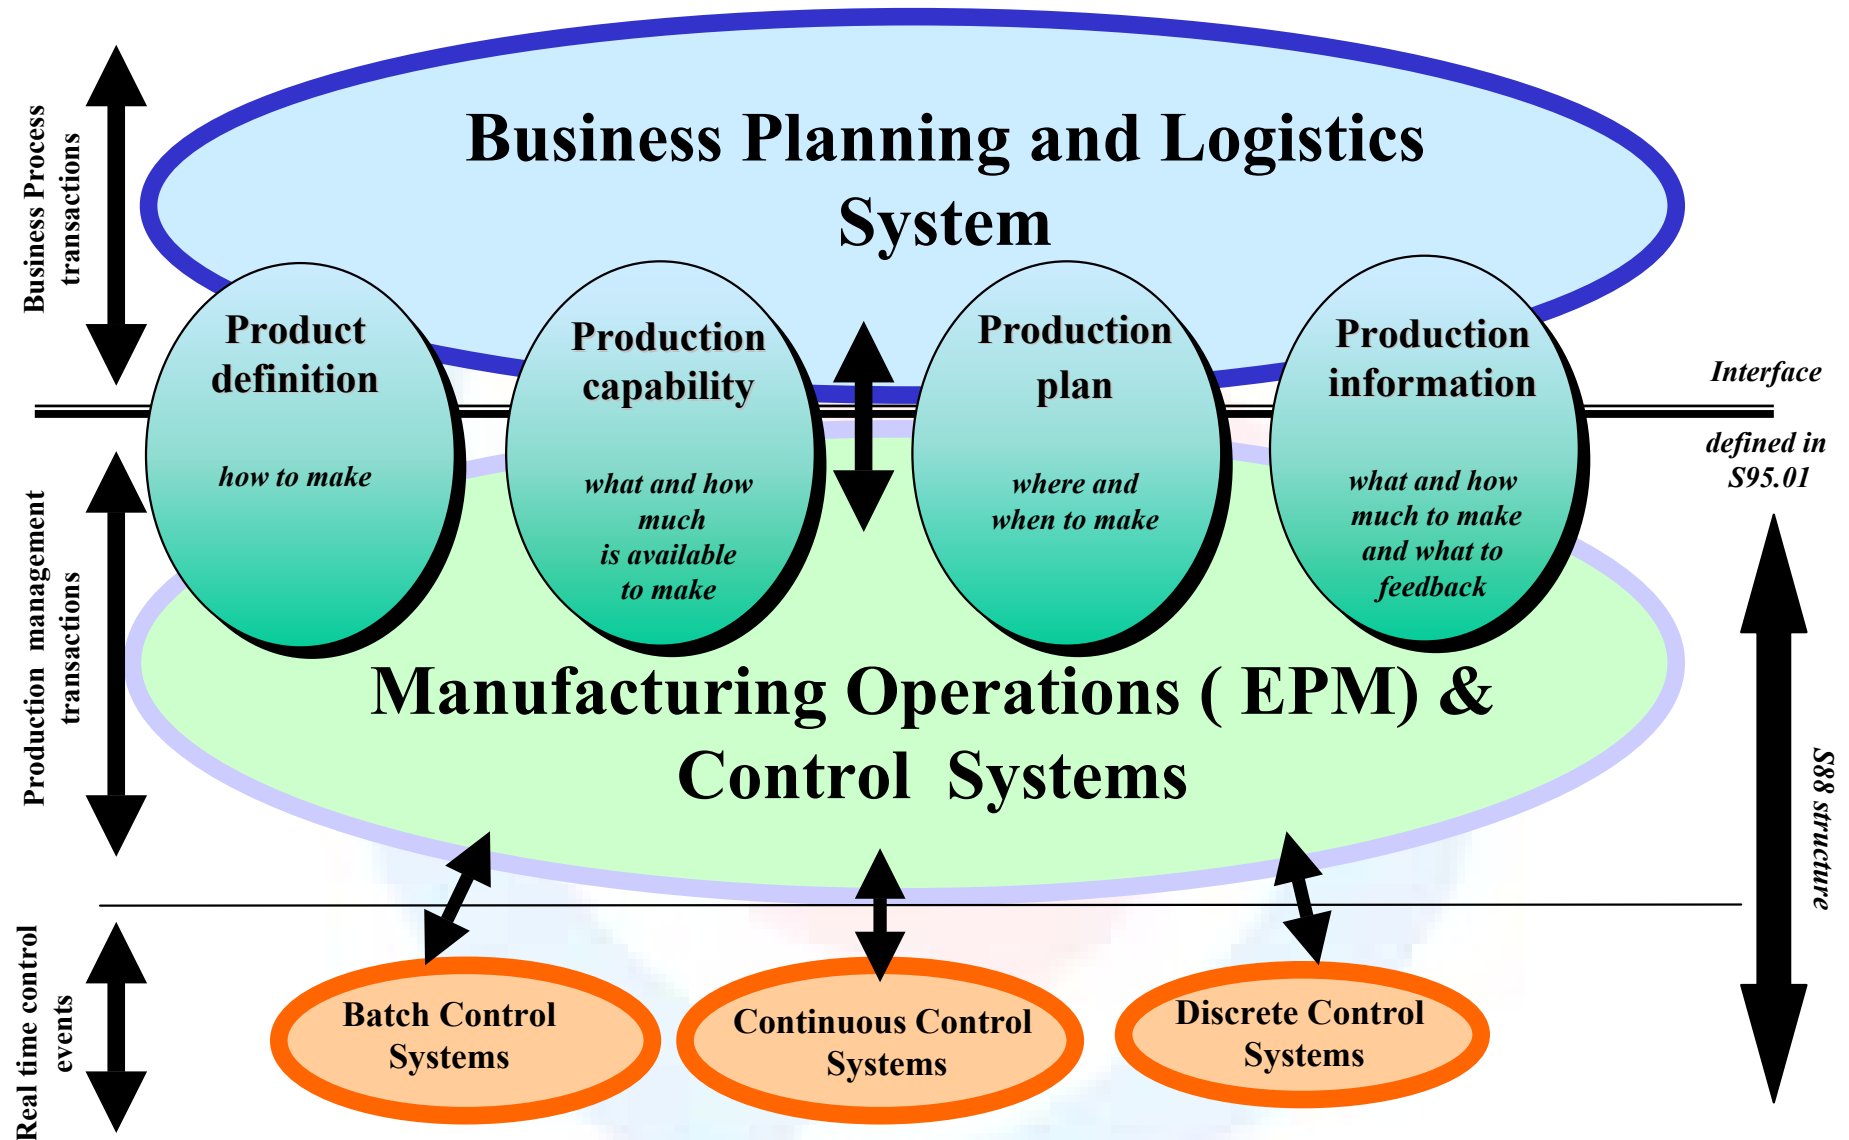 Business Process
transactions
Business Planning and Logistics
System
Product
definition
how to make
Production
capability
what and how
much
is available
to make
Production
plan
where and
when to make
Production
information
what and how
much to make
and what to
feedback
Interface
defined in
S95.01
Production management
transactions
Manufacturing Operations ( EPM) &
Control Systems
S88 structure
Real time control
events
Batch Control
Systems
Continuous Control
Systems
Discrete Control
Systems